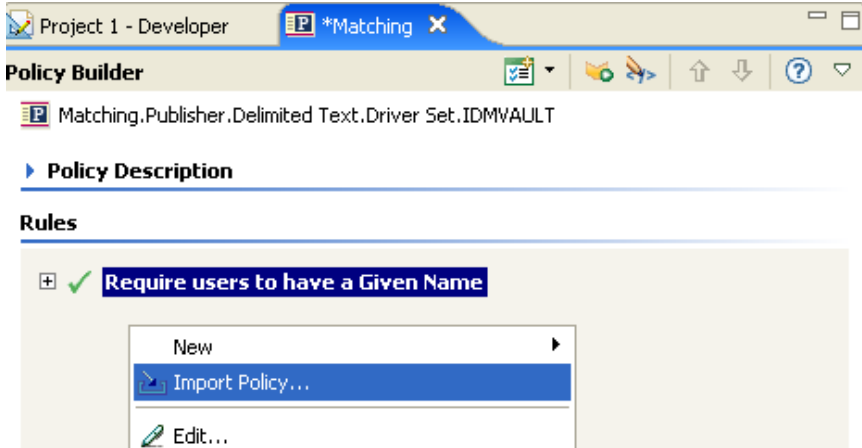 Project 1 - Developer
*Matching
Policy Builder
Matching.Publisher.Delimited Text.Driver Set.IDMVAULT
Policy Description
Rules
Require users to have a Given Name
New
Import Policy...
Edit...